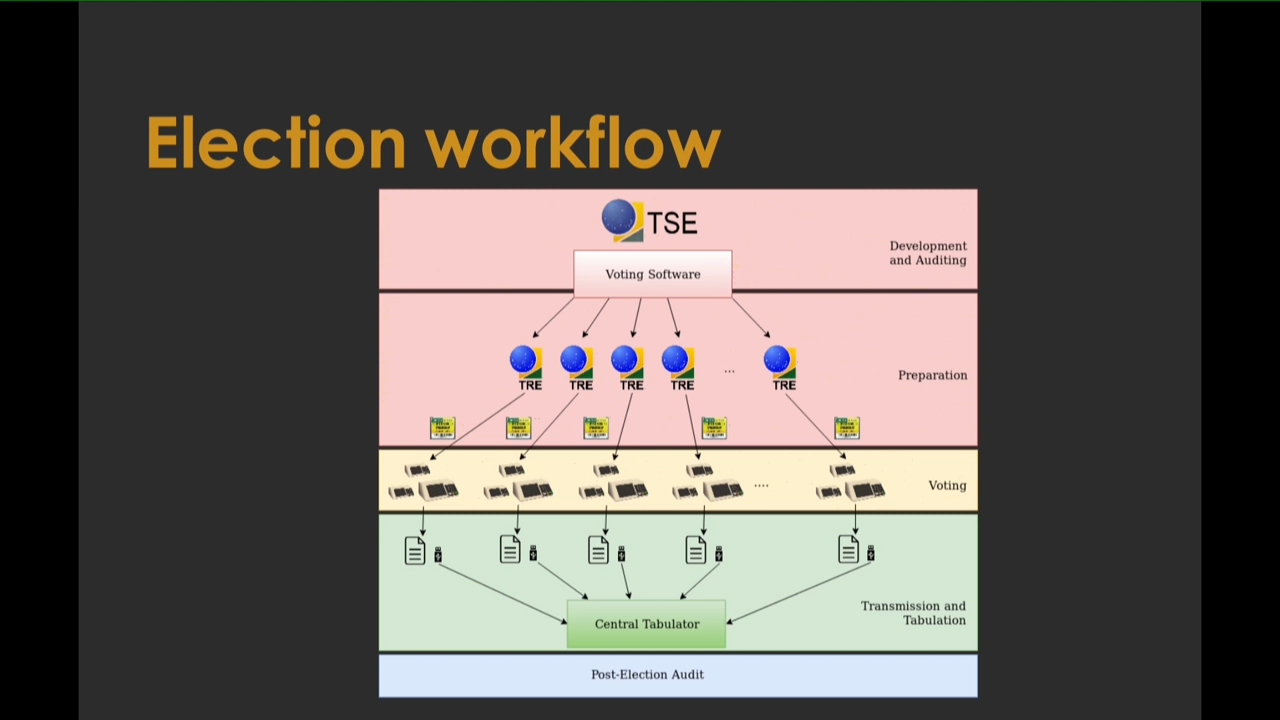 Election workflow
TSE
Voting Software
Development
and Auditing
TRE TRE TRE TRE ... TRE
Preparation
....
Voting
Central Tabulator
Transmission and
Tabulation
Post-Election Audit